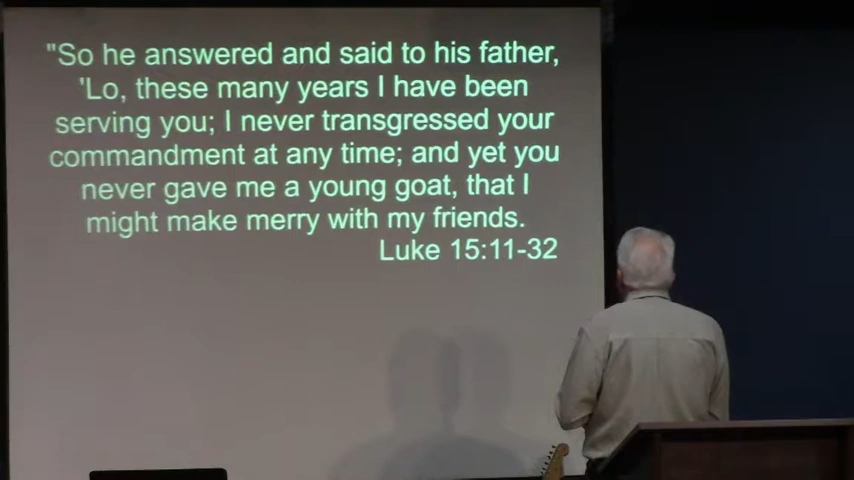 "So he answered and said to his father,
'Lo, these many years I have been
serving you; I never transgressed your
commandment at any time; and yet you
never gave me a young goat, that I
might make merry with my friends.
Luke 15:11-32